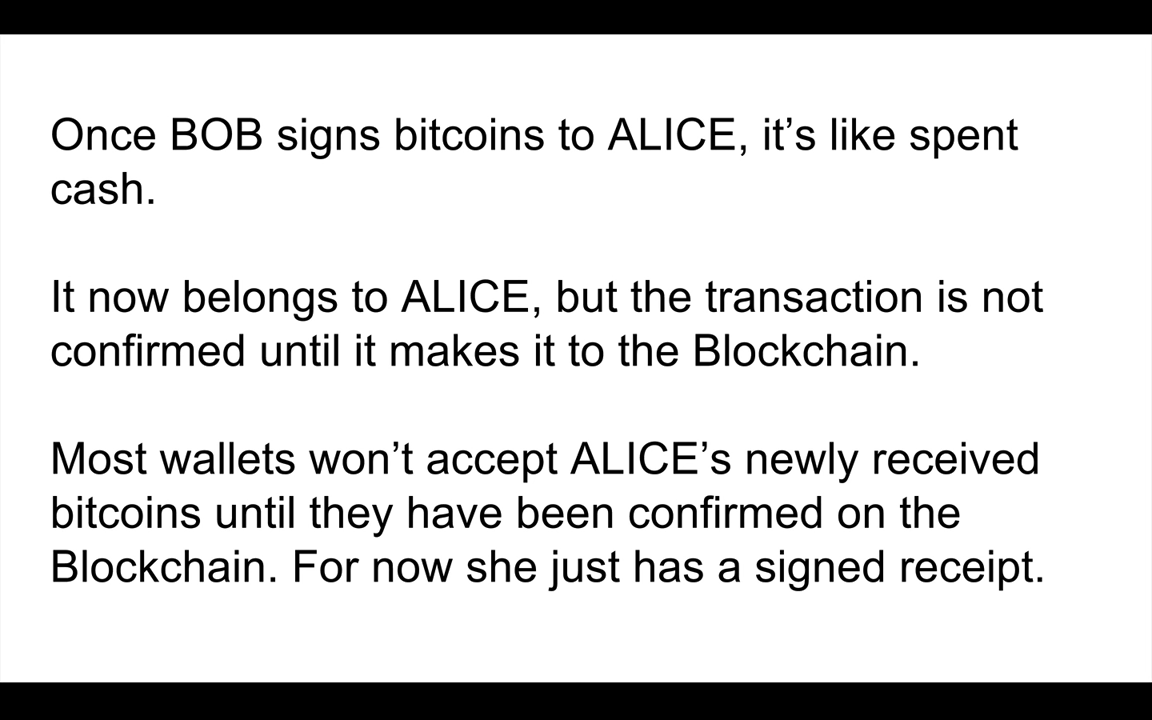 Once BOB signs bitcoins to ALICE, it’s like spent
cash.
It now belongs to ALICE, but the transaction is not
confirmed until it makes it to the Blockchain.
Most wallets won’t accept ALICE’s newly received
bitcoins until they have been confirmed on the
Blockchain. For now she just has a signed receipt.